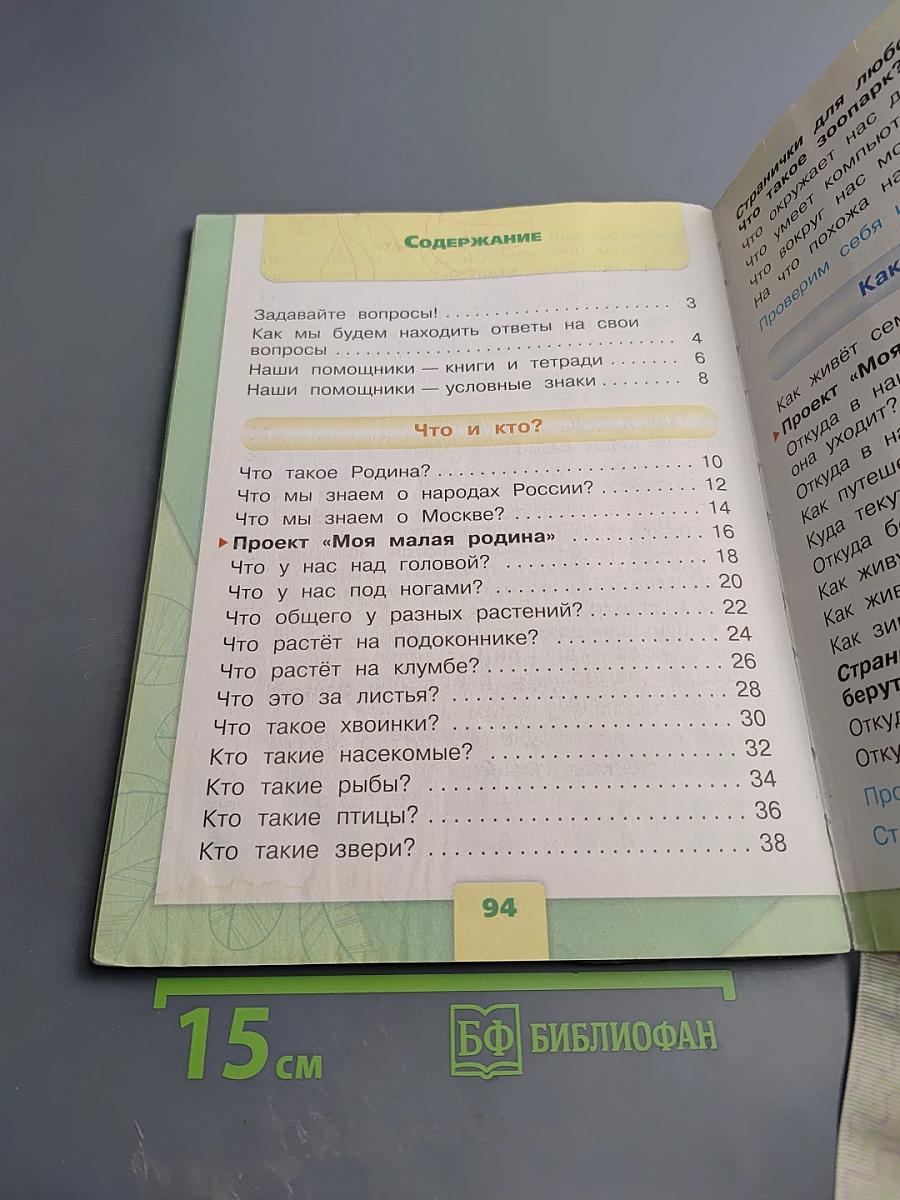 Содержание
Задавайте вопросы! ........................ 3
Как мы будем находить ответы на свои
вопросы .................................... 4
Наши помощники — книги и тетради ....... 6
Наши помощники — условные знаки ........ 8
Что и кто?
Что такое Родина? ........................ 10
Что мы знаем о народах России? ......... 12
Что мы знаем о Москве? ................. 14
Проект «Моя малая родина» ............ 16
Что у нас над головой? .................. 18
Что у нас под ногами? ................... 20
Что общего у разных растений? .......... 22
Что растёт на подоконнике? .............. 24
Что растёт на клумбе? .................... 26
Что это за листья? ........................ 28
Что такое хвоинки? ....................... 30
Кто такие насекомые? .................... 32
Кто такие рыбы? ......................... 34
Кто такие птицы? ......................... 36
Кто такие звери? ......................... 38
94
Странички для
Что такое зоопарк?
Что окружает нас
Что умеет
Что вокруг нас
На что похожа
Проверим себя
Как живёт
Проект «Моя
Откуда в
она уходит?
Откуда в
Как
Куда
Откуда
Как
Как
Как
берут
15 см
БФ БИБЛИОФАН